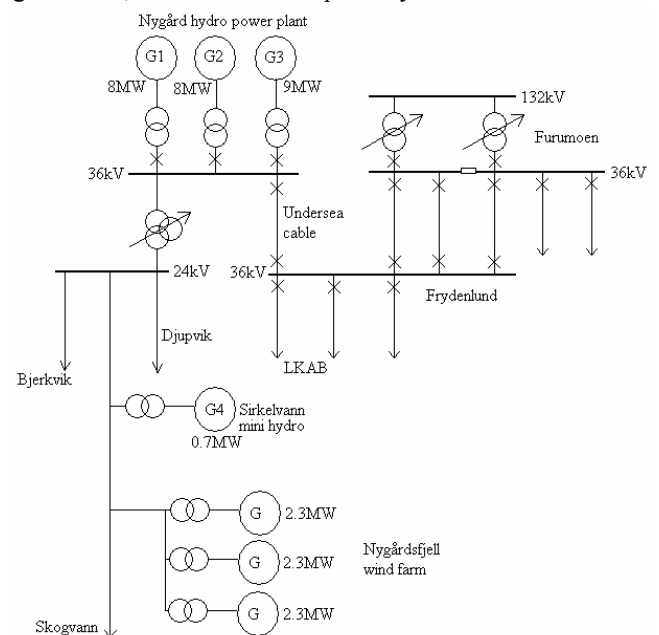 Nygård hydro power plant
G1
G2
G3
8MW
8MW
9MW
132kV
Furumoen
36kV
36kV
Undersea
cable
24kV
36kV
Frydenlund
Djupvik
LKAB
Bjerkvik
G4
Sirkelvann
mini hydro
0.7MW
G
2.3MW
G
2.3MW
Nygårdsfjell
wind farm
G
2.3MW
Skogvann